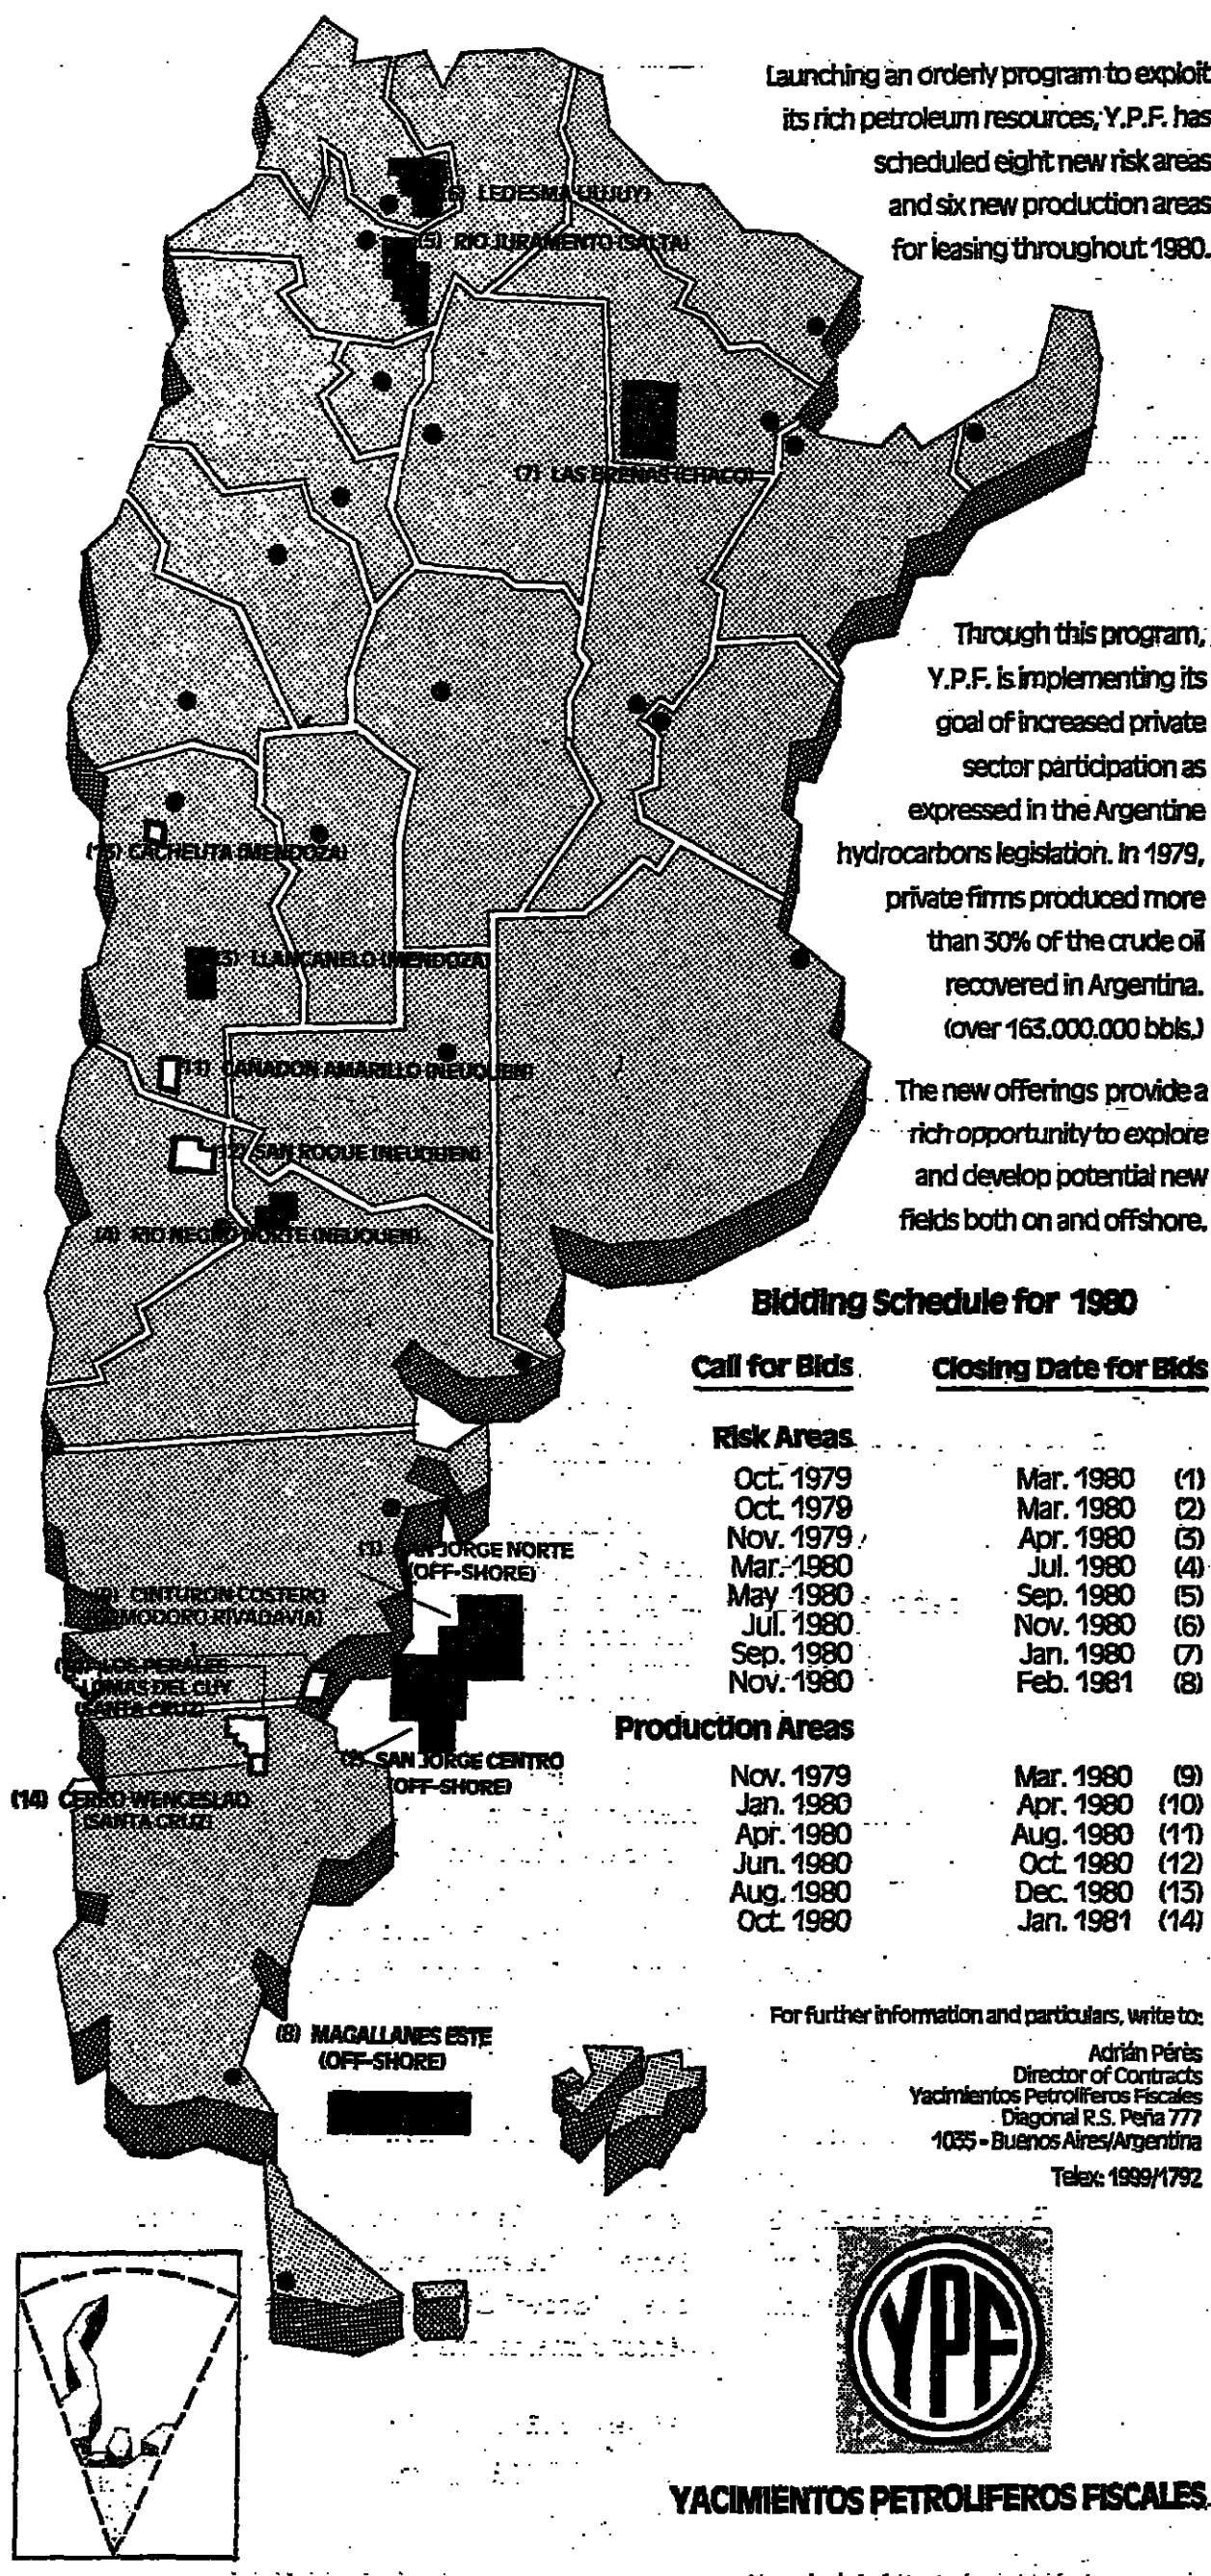 Launching an orderly program to exploit
its rich petroleum resources, Y.P.F. has
scheduled eight new risk areas
and six new production areas
for leasing throughout 1980.
(6) LEDESMA (JUJUY)
(5) RIO JURAMENTO (SALTA)
(7) LAS BREÑAS (CHACO)
Through this program,
Y.P.F. is implementing its
goal of increased private
sector participation as
expressed in the Argentine
hydrocarbons legislation. In 1979,
private firms produced more
than 30% of the crude oil
recovered in Argentina.
(over 163.000.000 bbls.)
CACHEUTA (MENDOZA)
(3) LLANCANELO (MENDOZA)
(11) CAÑADON AMARILLO (NEUQUEN)
(12) SAN ROQUE (NEUQUEN)
(4) RIO NEGRO NORTE (NEUQUEN)
The new offerings provide a
rich opportunity to explore
and develop potential new
fields both on and offshore.
Bidding Schedule for 1980
Call for Bids Closing Date for Bids
Risk Areas
Oct. 1979 Mar. 1980 (1)
Oct. 1979 Mar. 1980 (2)
Nov. 1979 Apr. 1980 (3)
Mar. 1980 Jul. 1980 (4)
May 1980 Sep. 1980 (5)
Jul. 1980 Nov. 1980 (6)
Sep. 1980 Jan. 1980 (7)
Nov. 1980 Feb. 1981 (8)
Production Areas
Nov. 1979 Mar. 1980 (9)
Jan. 1980 Apr. 1980 (10)
Apr. 1980 Aug. 1980 (11)
Jun. 1980 Oct. 1980 (12)
Aug. 1980 Dec. 1980 (13)
Oct. 1980 Jan. 1981 (14)
(1) SAN JORGE NORTE
(OFF-SHORE)
CINTURON COSTERO
(COMODORO RIVADAVIA)
LOS PERALES
LOMAS DEL CUY
(SANTA CRUZ)
(2) SAN JORGE CENTRO
(OFF-SHORE)
(14) CERRO WENCESLAO
(SANTA CRUZ)
(8) MAGALLANES ESTE
(OFF-SHORE)
For further information and particulars, write to:
Adrián Pérès
Director of Contracts
Yacimientos Petroliferos Fiscales
Diagonal R.S. Peña 777
1035 - Buenos Aires/Argentina
Telex: 1999/1792
YPF
YACIMIENTOS PETROLIFEROS FISCALES